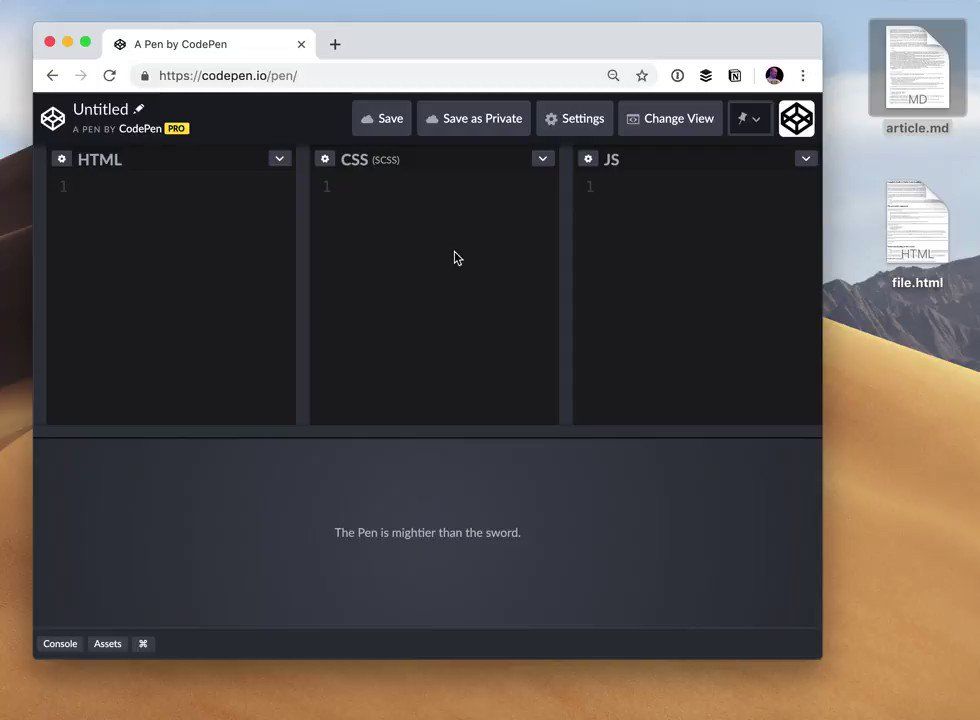 A Pen by CodePen
https://codepen.io/pen/
Untitled
A PEN BY CodePen PRO
Save
Save as Private
Settings
Change View
HTML
CSS (SCSS)
JS
1
1
1
The Pen is mightier than the sword.
Console
Assets
⌘
MD
article.md
HTML
file.html